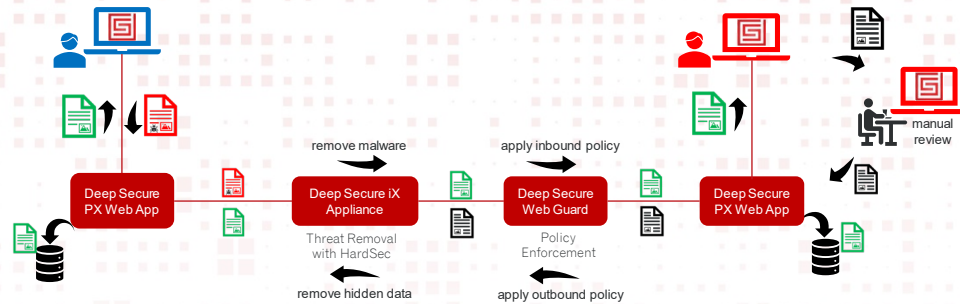 manual
review
remove malware
apply inbound policy
Deep Secure
PX Web App
Deep Secure iX
Appliance
Deep Secure
Web Guard
Deep Secure
PX Web App
Threat Removal
with HardSec
Policy
Enforcement
remove hidden data
apply outbound policy